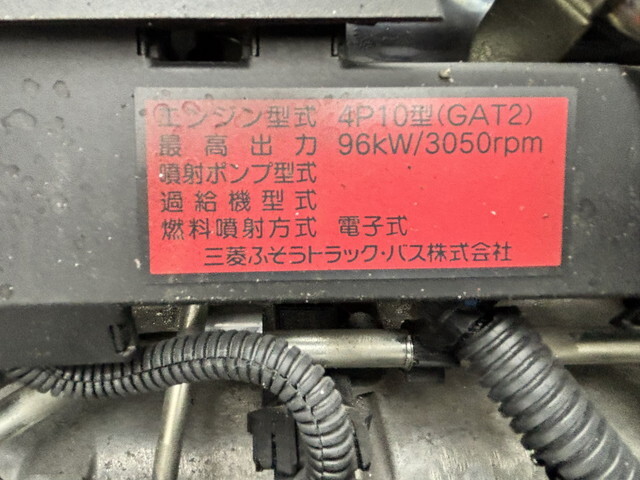 エンジン型式 4P10型(GAT2)
最高出力 96kW/3050rpm
噴射ポンプ型式
過給機型式
燃料噴射方式 電子式
三菱ふそうトラック・バス株式会社